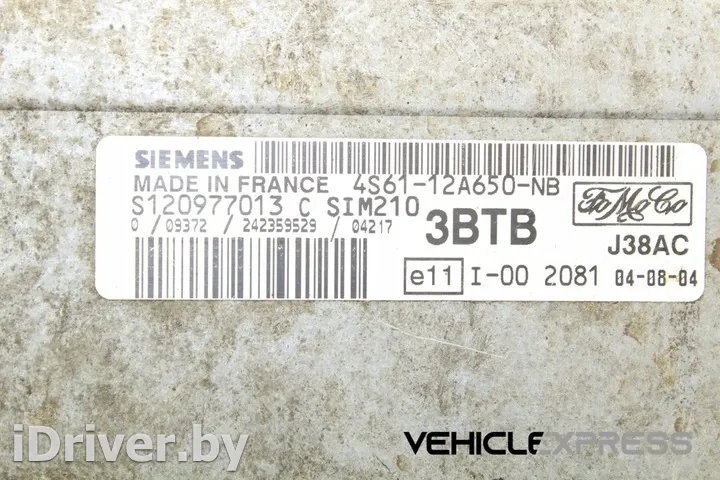 SIEMENS
MADE IN FRANCE 4S61-12A650-NB
S120977013 C SIM210
0 / 09372 / 242359529 / 04217
3BTB
FoMoCo
J38AC
e11 I-00 2081 04-08-04
iDriver.by
VEHICLEXPRESS